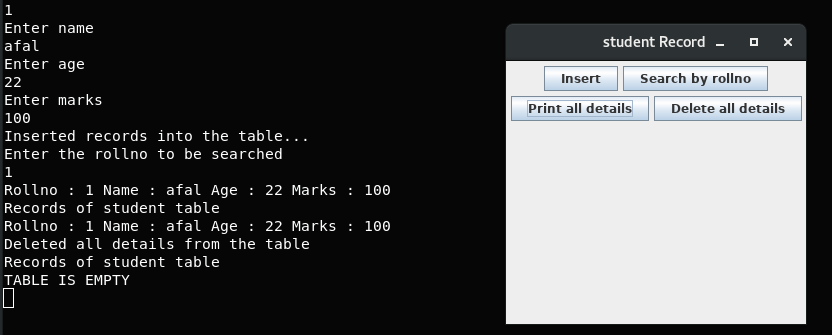 1
Enter name
afal
Enter age
22
Enter marks
100
Inserted records into the table...
Enter the rollno to be searched
1
Rollno : 1 Name : afal Age : 22 Marks : 100
Records of student table
Rollno : 1 Name : afal Age : 22 Marks : 100
Deleted all details from the table
Records of student table
TABLE IS EMPTY
student Record
Insert Search by rollno
Print all details Delete all details